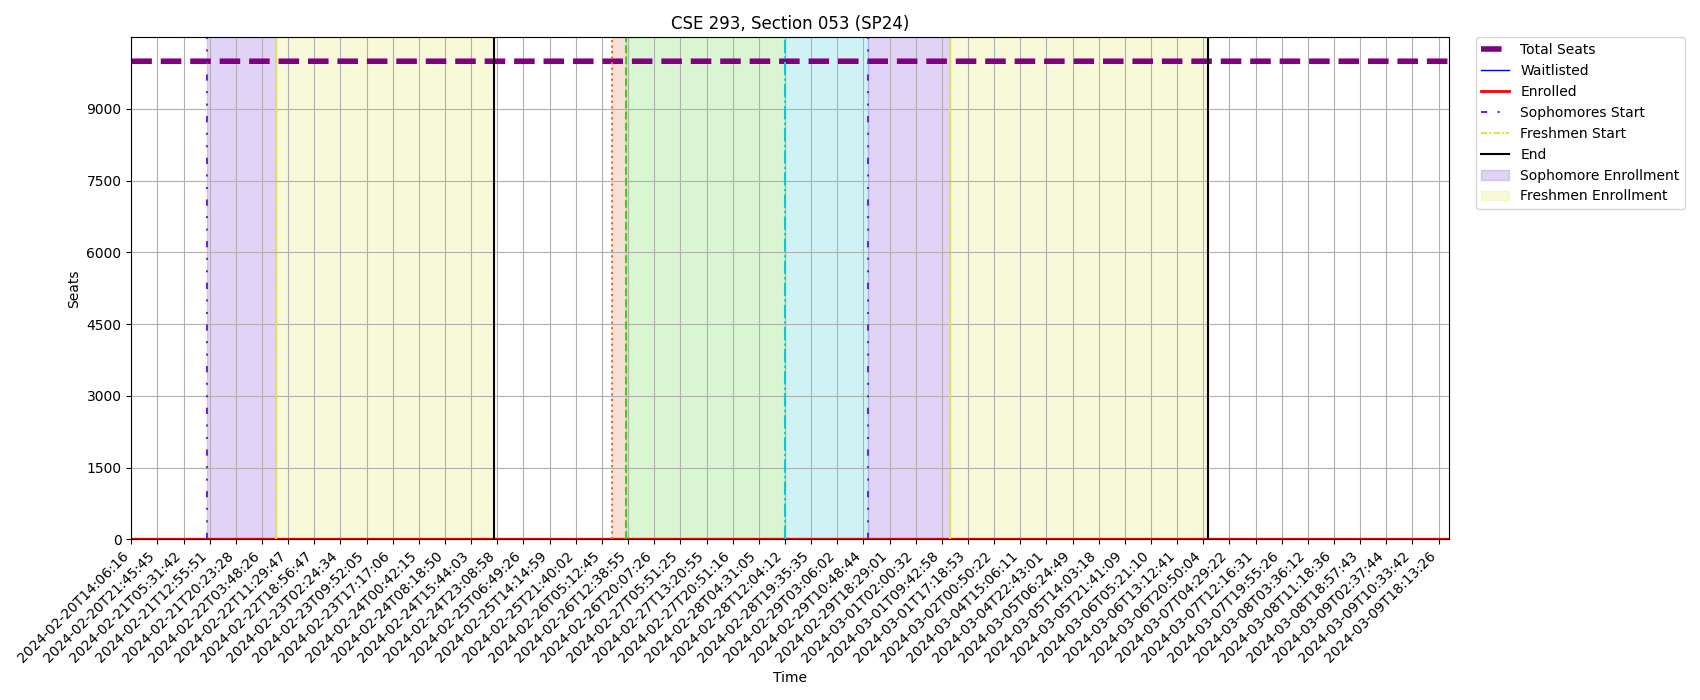 CSE 293, Section 053 (SP24)
Total Seats
Waitlisted
Enrolled
Sophomores Start
Freshmen Start
End
Sophomore Enrollment
Freshmen Enrollment
Seats
9000
7500
6000
4500
3000
1500
0
2024-02-20T14:06:16
2024-02-20T21:45:45
2024-02-21T05:31:42
2024-02-21T12:55:51
2024-02-21T20:23:28
2024-02-22T03:48:26
2024-02-22T11:29:47
2024-02-22T18:56:47
2024-02-23T02:24:34
2024-02-23T09:52:05
2024-02-23T17:17:06
2024-02-24T00:42:15
2024-02-24T08:18:50
2024-02-24T15:44:03
2024-02-24T23:08:58
2024-02-25T06:49:26
2024-02-25T14:14:59
2024-02-25T21:40:02
2024-02-26T05:12:45
2024-02-26T12:38:55
2024-02-26T20:07:26
2024-02-27T05:51:25
2024-02-27T13:20:55
2024-02-27T20:51:16
2024-02-28T04:31:05
2024-02-28T12:04:12
2024-02-28T19:35:35
2024-02-29T03:06:02
2024-02-29T10:48:44
2024-02-29T18:29:01
2024-03-01T02:00:32
2024-03-01T09:42:58
2024-03-01T17:18:53
2024-03-02T00:50:22
2024-03-04T15:06:11
2024-03-04T22:43:01
2024-03-05T06:24:49
2024-03-05T14:03:18
2024-03-05T21:41:09
2024-03-06T05:21:10
2024-03-06T13:12:41
2024-03-06T20:50:04
2024-03-07T04:29:22
2024-03-07T12:16:31
2024-03-07T19:55:26
2024-03-08T03:36:12
2024-03-08T11:18:36
2024-03-08T18:57:43
2024-03-09T02:37:44
2024-03-09T10:33:42
2024-03-09T18:13:26
Time